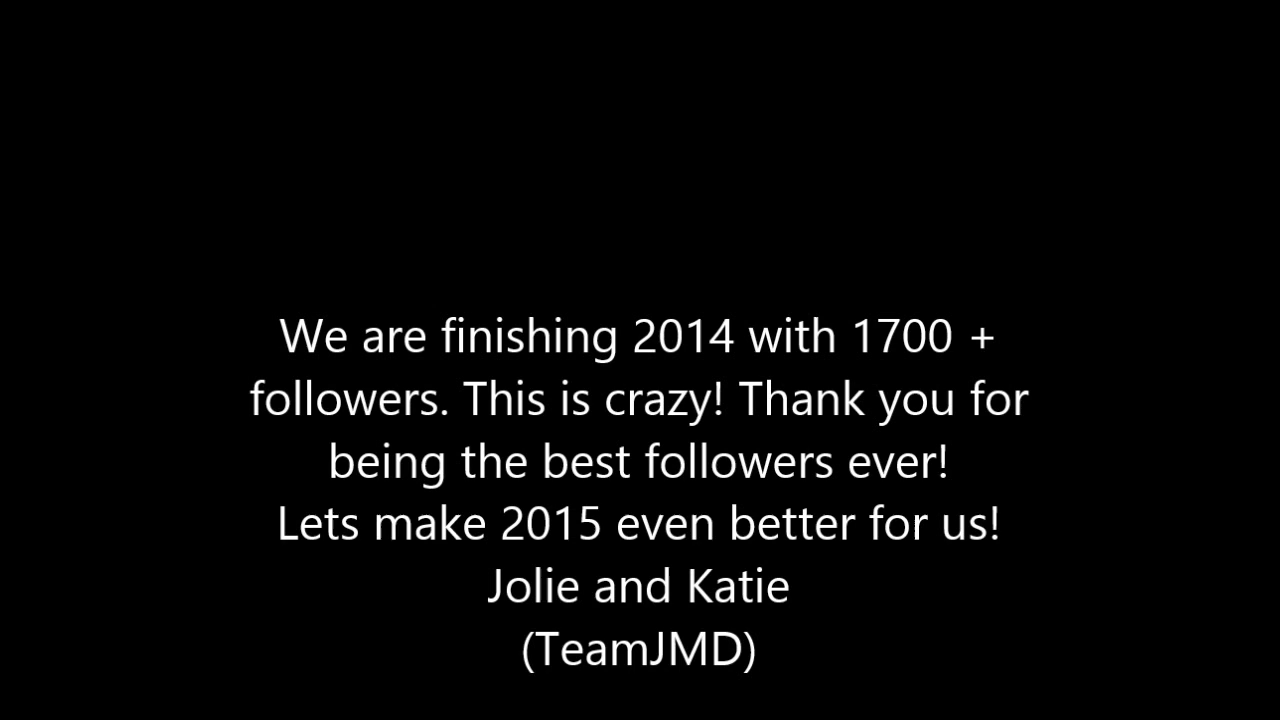 We are finishing 2014 with 1700 +
followers. This is crazy! Thank you for
being the best followers ever!
Lets make 2015 even better for us!
Jolie and Katie
(TeamJMD)